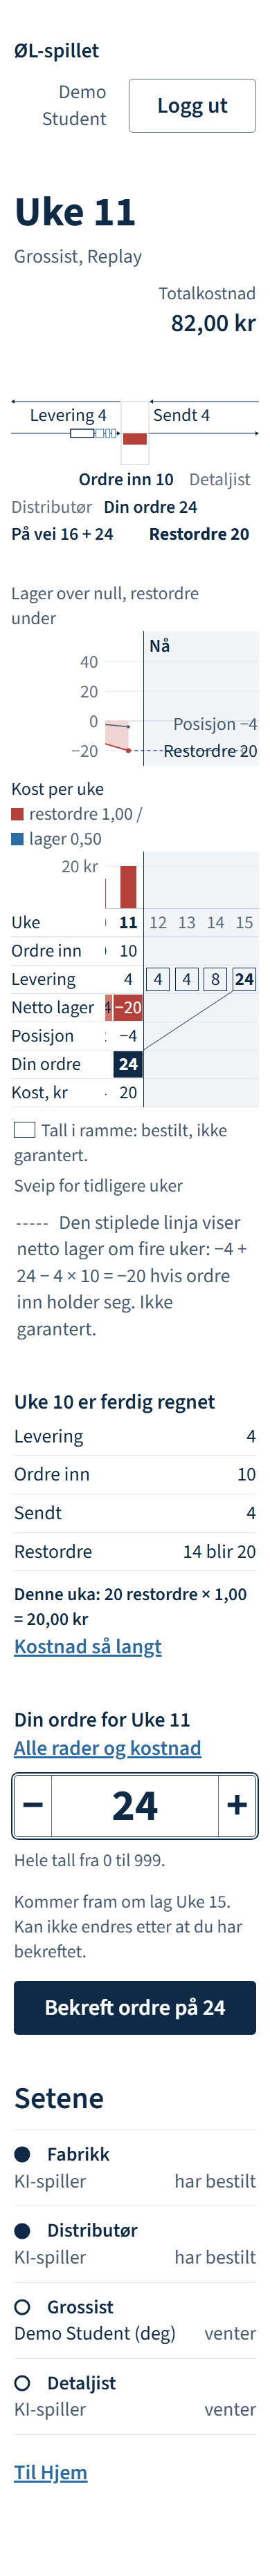 ØL-spillet
Demo
Student
Logg ut
Uke 11
Grossist, Replay
Totalkostnad
82,00 kr
Levering 4
Sendt 4
Ordre inn 10 Detaljist
Distributør Din ordre 24
På vei 16 + 24 Restordre 20
Lager over null, restordre
under
Nå
40
20
0
Posisjon −4
−20
Restordre 20
Kost per uke
restordre 1,00 /
lager 0,50
20 kr
Uke 11 12 13 14 15
Ordre inn 10
Levering 4 4 4 8 24
Netto lager 4 −20
Posisjon −4
Din ordre 24
Kost, kr 20
Tall i ramme: bestilt, ikke
garantert.
Sveip for tidligere uker
Den stiplede linja viser
netto lager om fire uker: −4 +
24 − 4 × 10 = −20 hvis ordre
inn holder seg. Ikke
garantert.
Uke 10 er ferdig regnet
Levering 4
Ordre inn 10
Sendt 4
Restordre 14 blir 20
Denne uka: 20 restordre × 1,00
= 20,00 kr
Kostnad så langt
Din ordre for Uke 11
Alle rader og kostnad
− 24 +
Hele tall fra 0 til 999.
Kommer fram om lag Uke 15.
Kan ikke endres etter at du har
bekreftet.
Bekreft ordre på 24
Setene
Fabrikk
KI-spiller har bestilt
Distributør
KI-spiller har bestilt
Grossist
Demo Student (deg) venter
Detaljist
KI-spiller venter
Til Hjem